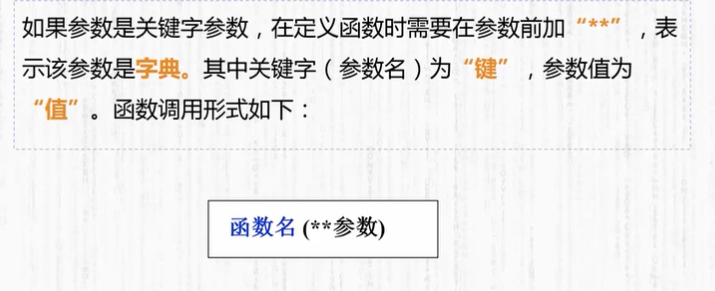 如果参数是关键字参数，在定义函数时需要在参数前加“**”，表
示该参数是字典。其中关键字（参数名）为“键”，参数值为
“值”。函数调用形式如下：
函数名 (**参数)